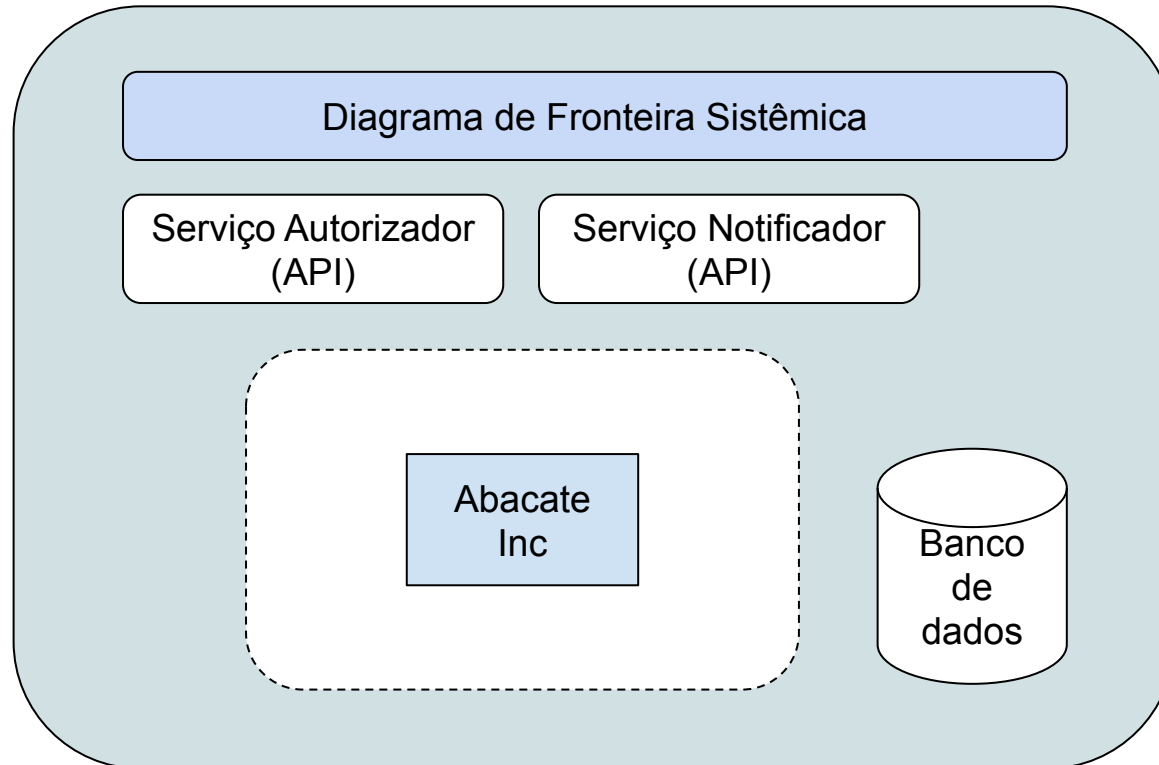 Diagrama de Fronteira Sistêmica
Serviço Autorizador
(API)
Serviço Notificador
(API)
Abacate
Inc
Banco
de
dados